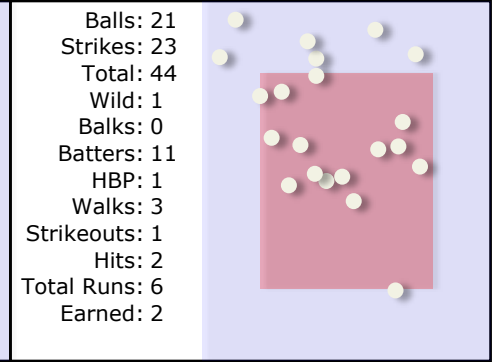 Balls: 21
Strikes: 23
Total: 44
Wild: 1
Balks: 0
Batters: 11
HBP: 1
Walks: 3
Strikeouts: 1
Hits: 2
Total Runs: 6
Earned: 2